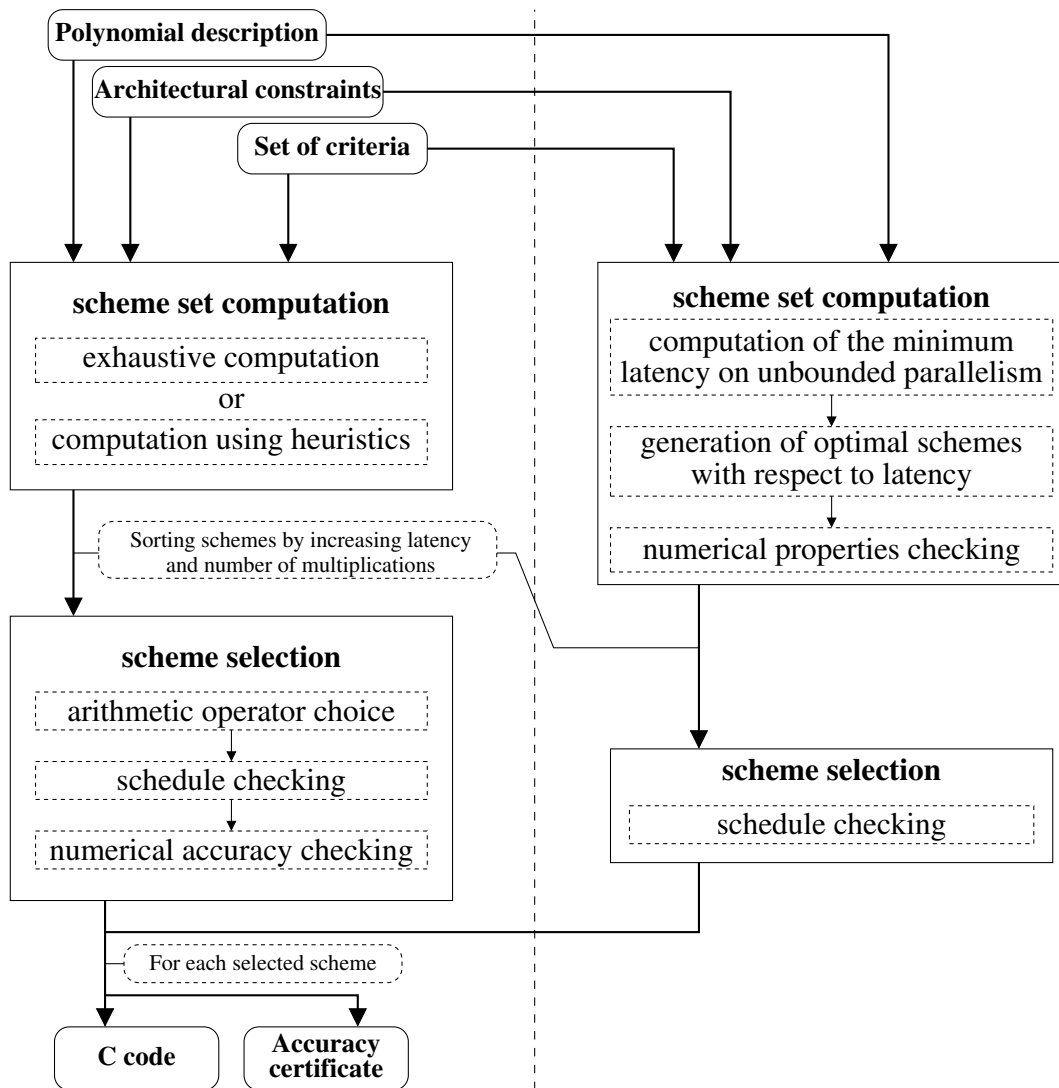 Polynomial description
Architectural constraints
Set of criteria
scheme set computation
exhaustive computation
or
computation using heuristics
Sorting schemes by increasing latency
and number of multiplications
scheme selection
arithmetic operator choice
schedule checking
numerical accuracy checking
scheme set computation
computation of the minimum
latency on unbounded parallelism
generation of optimal schemes
with respect to latency
numerical properties checking
scheme selection
schedule checking
For each selected scheme
C code
Accuracy
certificate